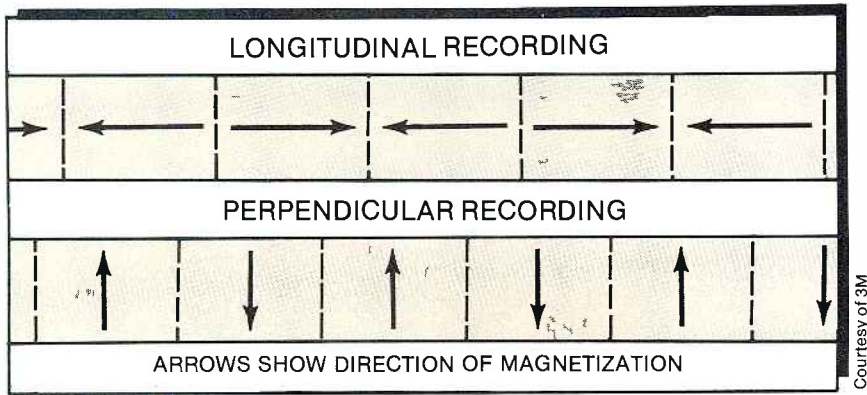 LONGITUDINAL RECORDING
PERPENDICULAR RECORDING
ARROWS SHOW DIRECTION OF MAGNETIZATION
Courtesy of 3M